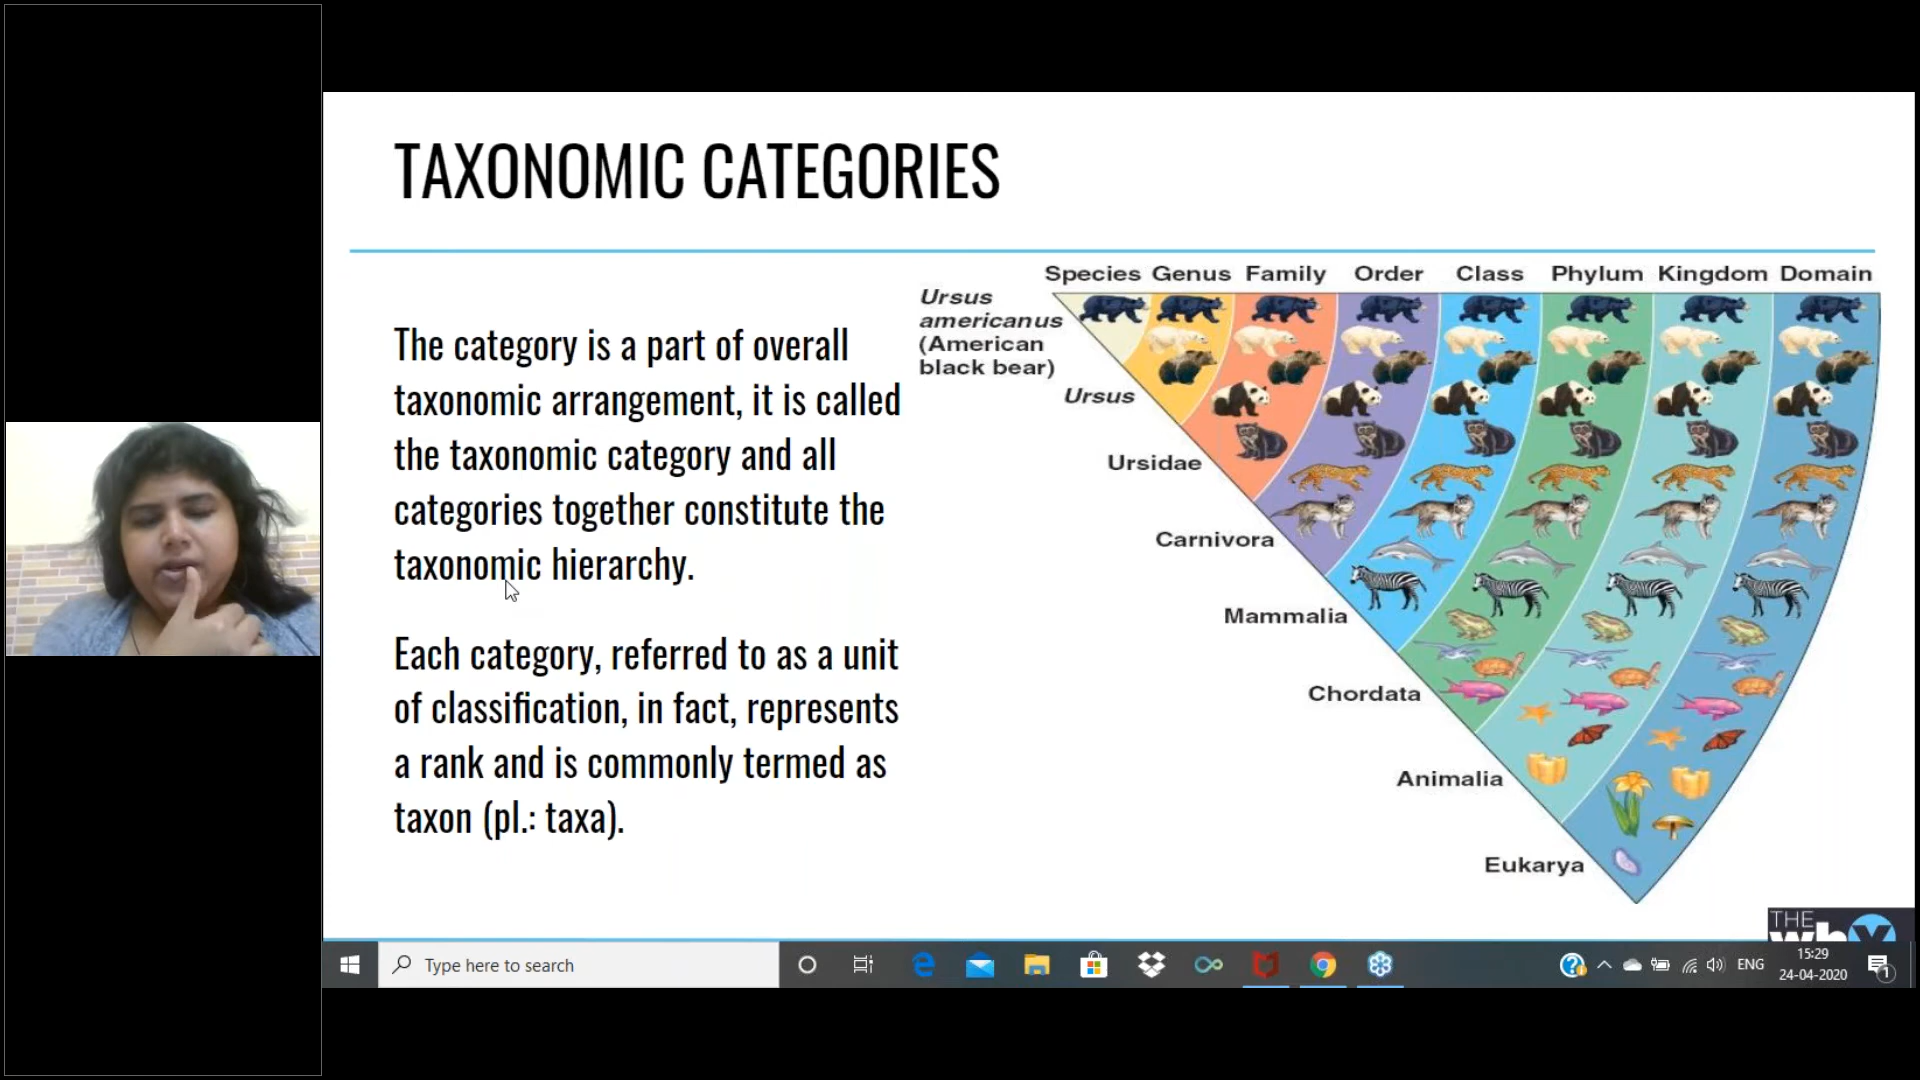 TAXONOMIC CATEGORIES
The category is a part of overall
taxonomic arrangement, it is called
the taxonomic category and all
categories together constitute the
taxonomic hierarchy.
Each category, referred to as a unit
of classification, in fact, represents
a rank and is commonly termed as
taxon (pl.: taxa).
Species Genus Family Order Class Phylum Kingdom Domain
Ursus
americanus
(American
black bear)
Ursus
Ursidae
Carnivora
Mammalia
Chordata
Animalia
Eukarya
THE
Type here to search
ENG
15:29
24-04-2020
1